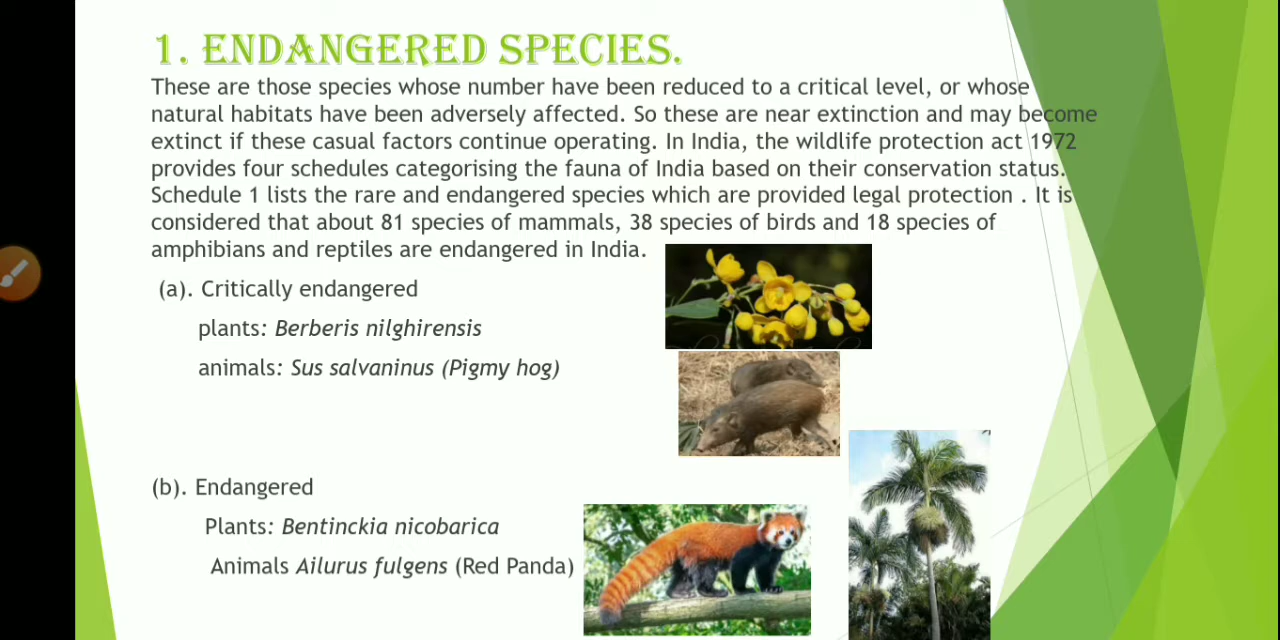 1. ENDANGERED SPECIES.
These are those species whose number have been reduced to a critical level, or whose
natural habitats have been adversely affected. So these are near extinction and may become
extinct if these casual factors continue operating. In India, the wildlife protection act 1972
provides four schedules categorising the fauna of India based on their conservation status.
Schedule 1 lists the rare and endangered species which are provided legal protection . It is
considered that about 81 species of mammals, 38 species of birds and 18 species of
amphibians and reptiles are endangered in India.
(a). Critically endangered
plants: Berberis nilghirensis
animals: Sus salvaninus (Pigmy hog)
(b). Endangered
Plants: Bentinckia nicobarica
Animals Ailurus fulgens (Red Panda)